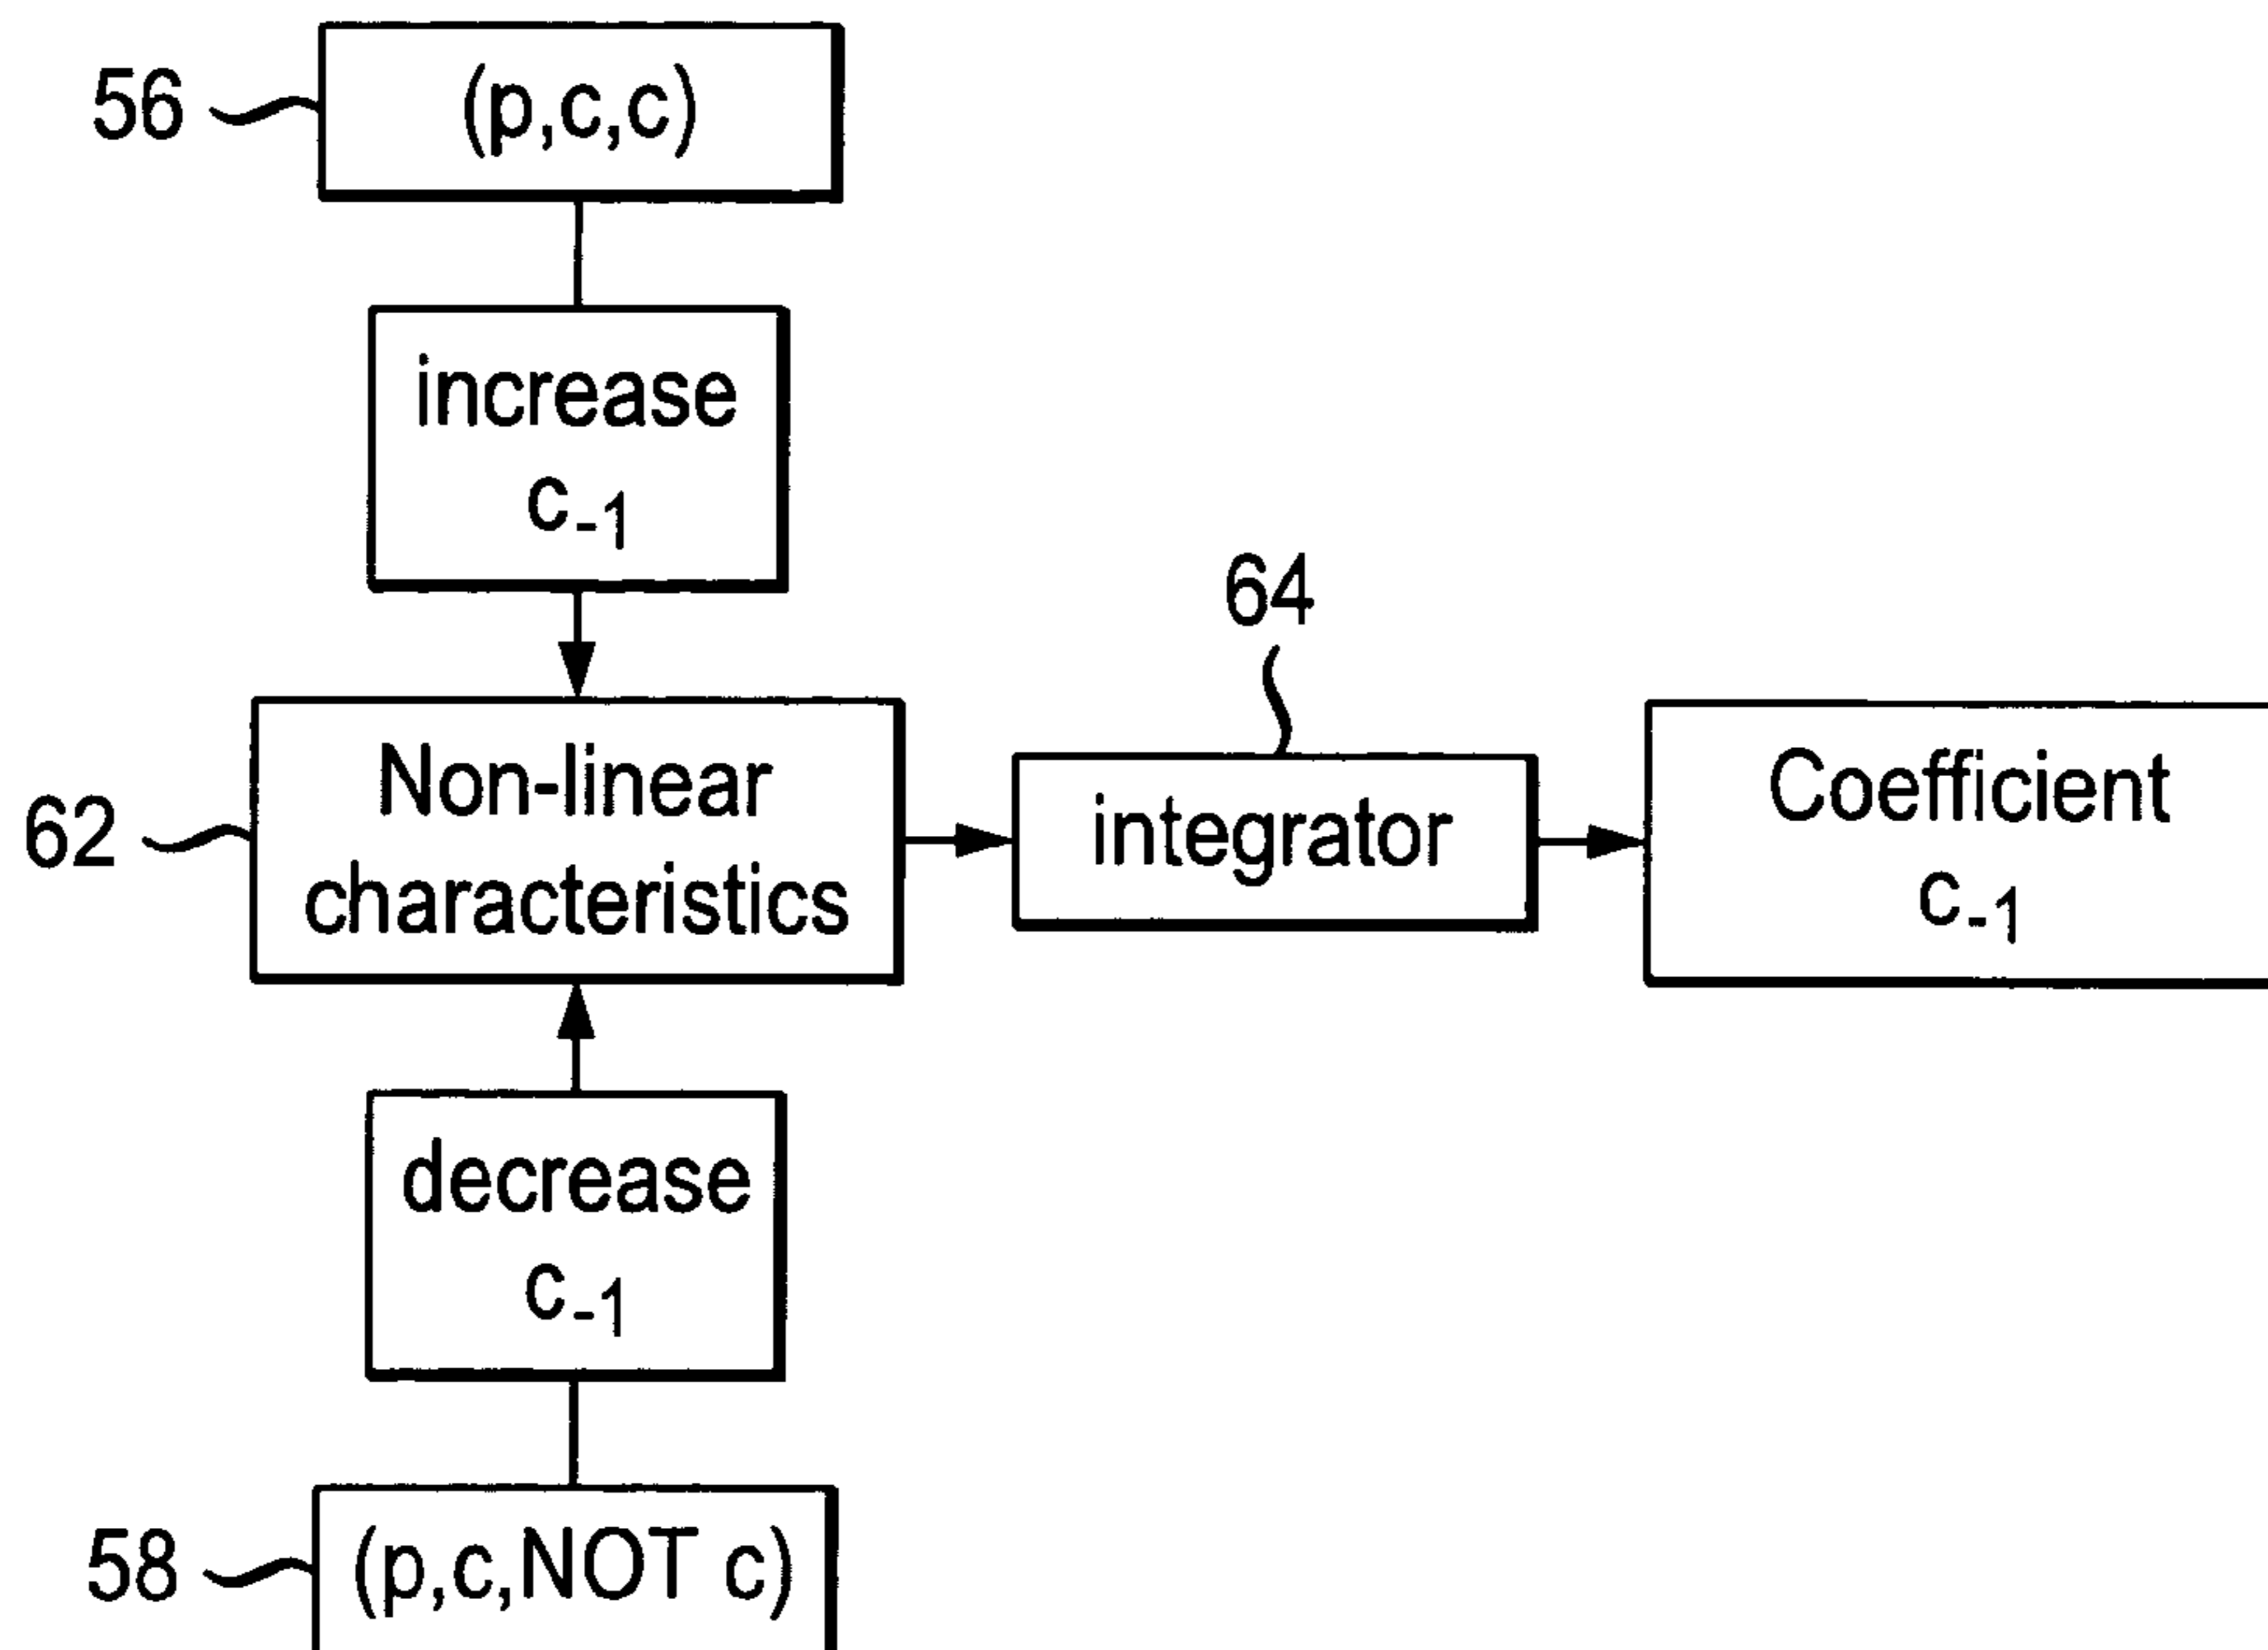 56
(p,c,c)
increase
c-1
64
62
Non-linear
characteristics
integrator
Coefficient
c-1
decrease
c-1
58
(p,c,NOT c)